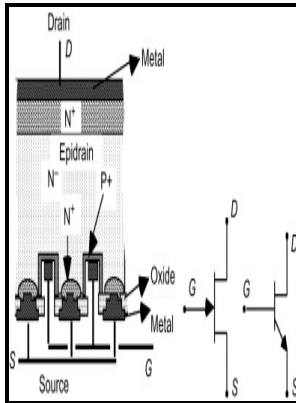 Drain
D
Metal
N+
Epidrain
N− P+
N+
Oxide
Metal
S
Source
G
D
G
S
D
G
S